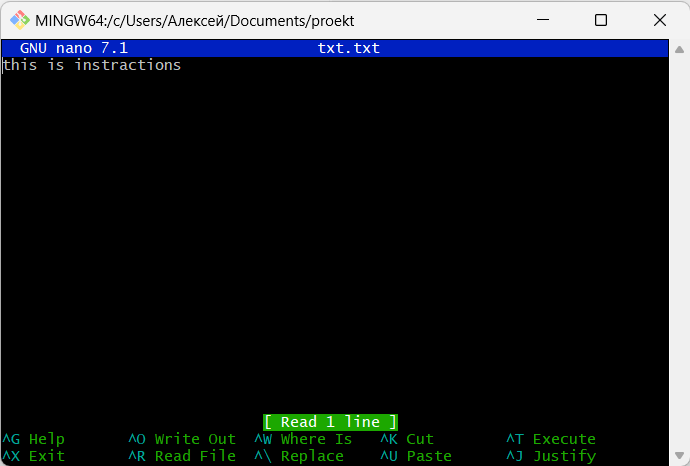 MINGW64:/c/Users/Алексей/Documents/proekt
GNU nano 7.1 txt.txt
this is instractions
[ Read 1 line ]
^G Help ^O Write Out ^W Where Is ^K Cut ^T Execute
^X Exit ^R Read File ^\ Replace ^U Paste ^J Justify